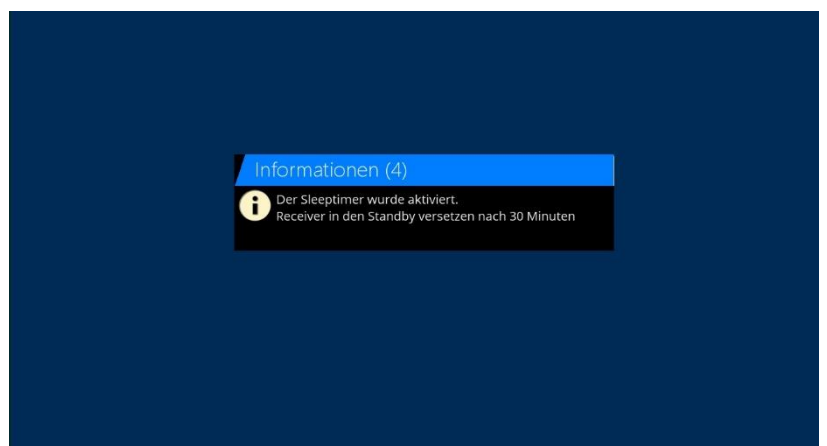 Informationen (4)
Der Sleeptimer wurde aktiviert.
Receiver in den Standby versetzen nach 30 Minuten